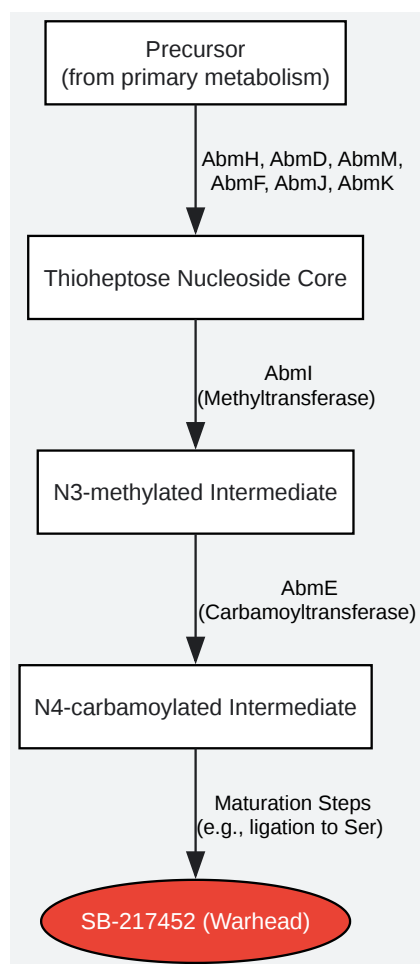 Precursor
(from primary metabolism)
AbmH, AbmD, AbmM,
AbmF, AbmJ, AbmK
Thioheptose Nucleoside Core
AbmI
(Methyltransferase)
N3-methylated Intermediate
AbmE
(Carbamoyltransferase)
N4-carbamoylated Intermediate
Maturation Steps
(e.g., ligation to Ser)
SB-217452 (Warhead)